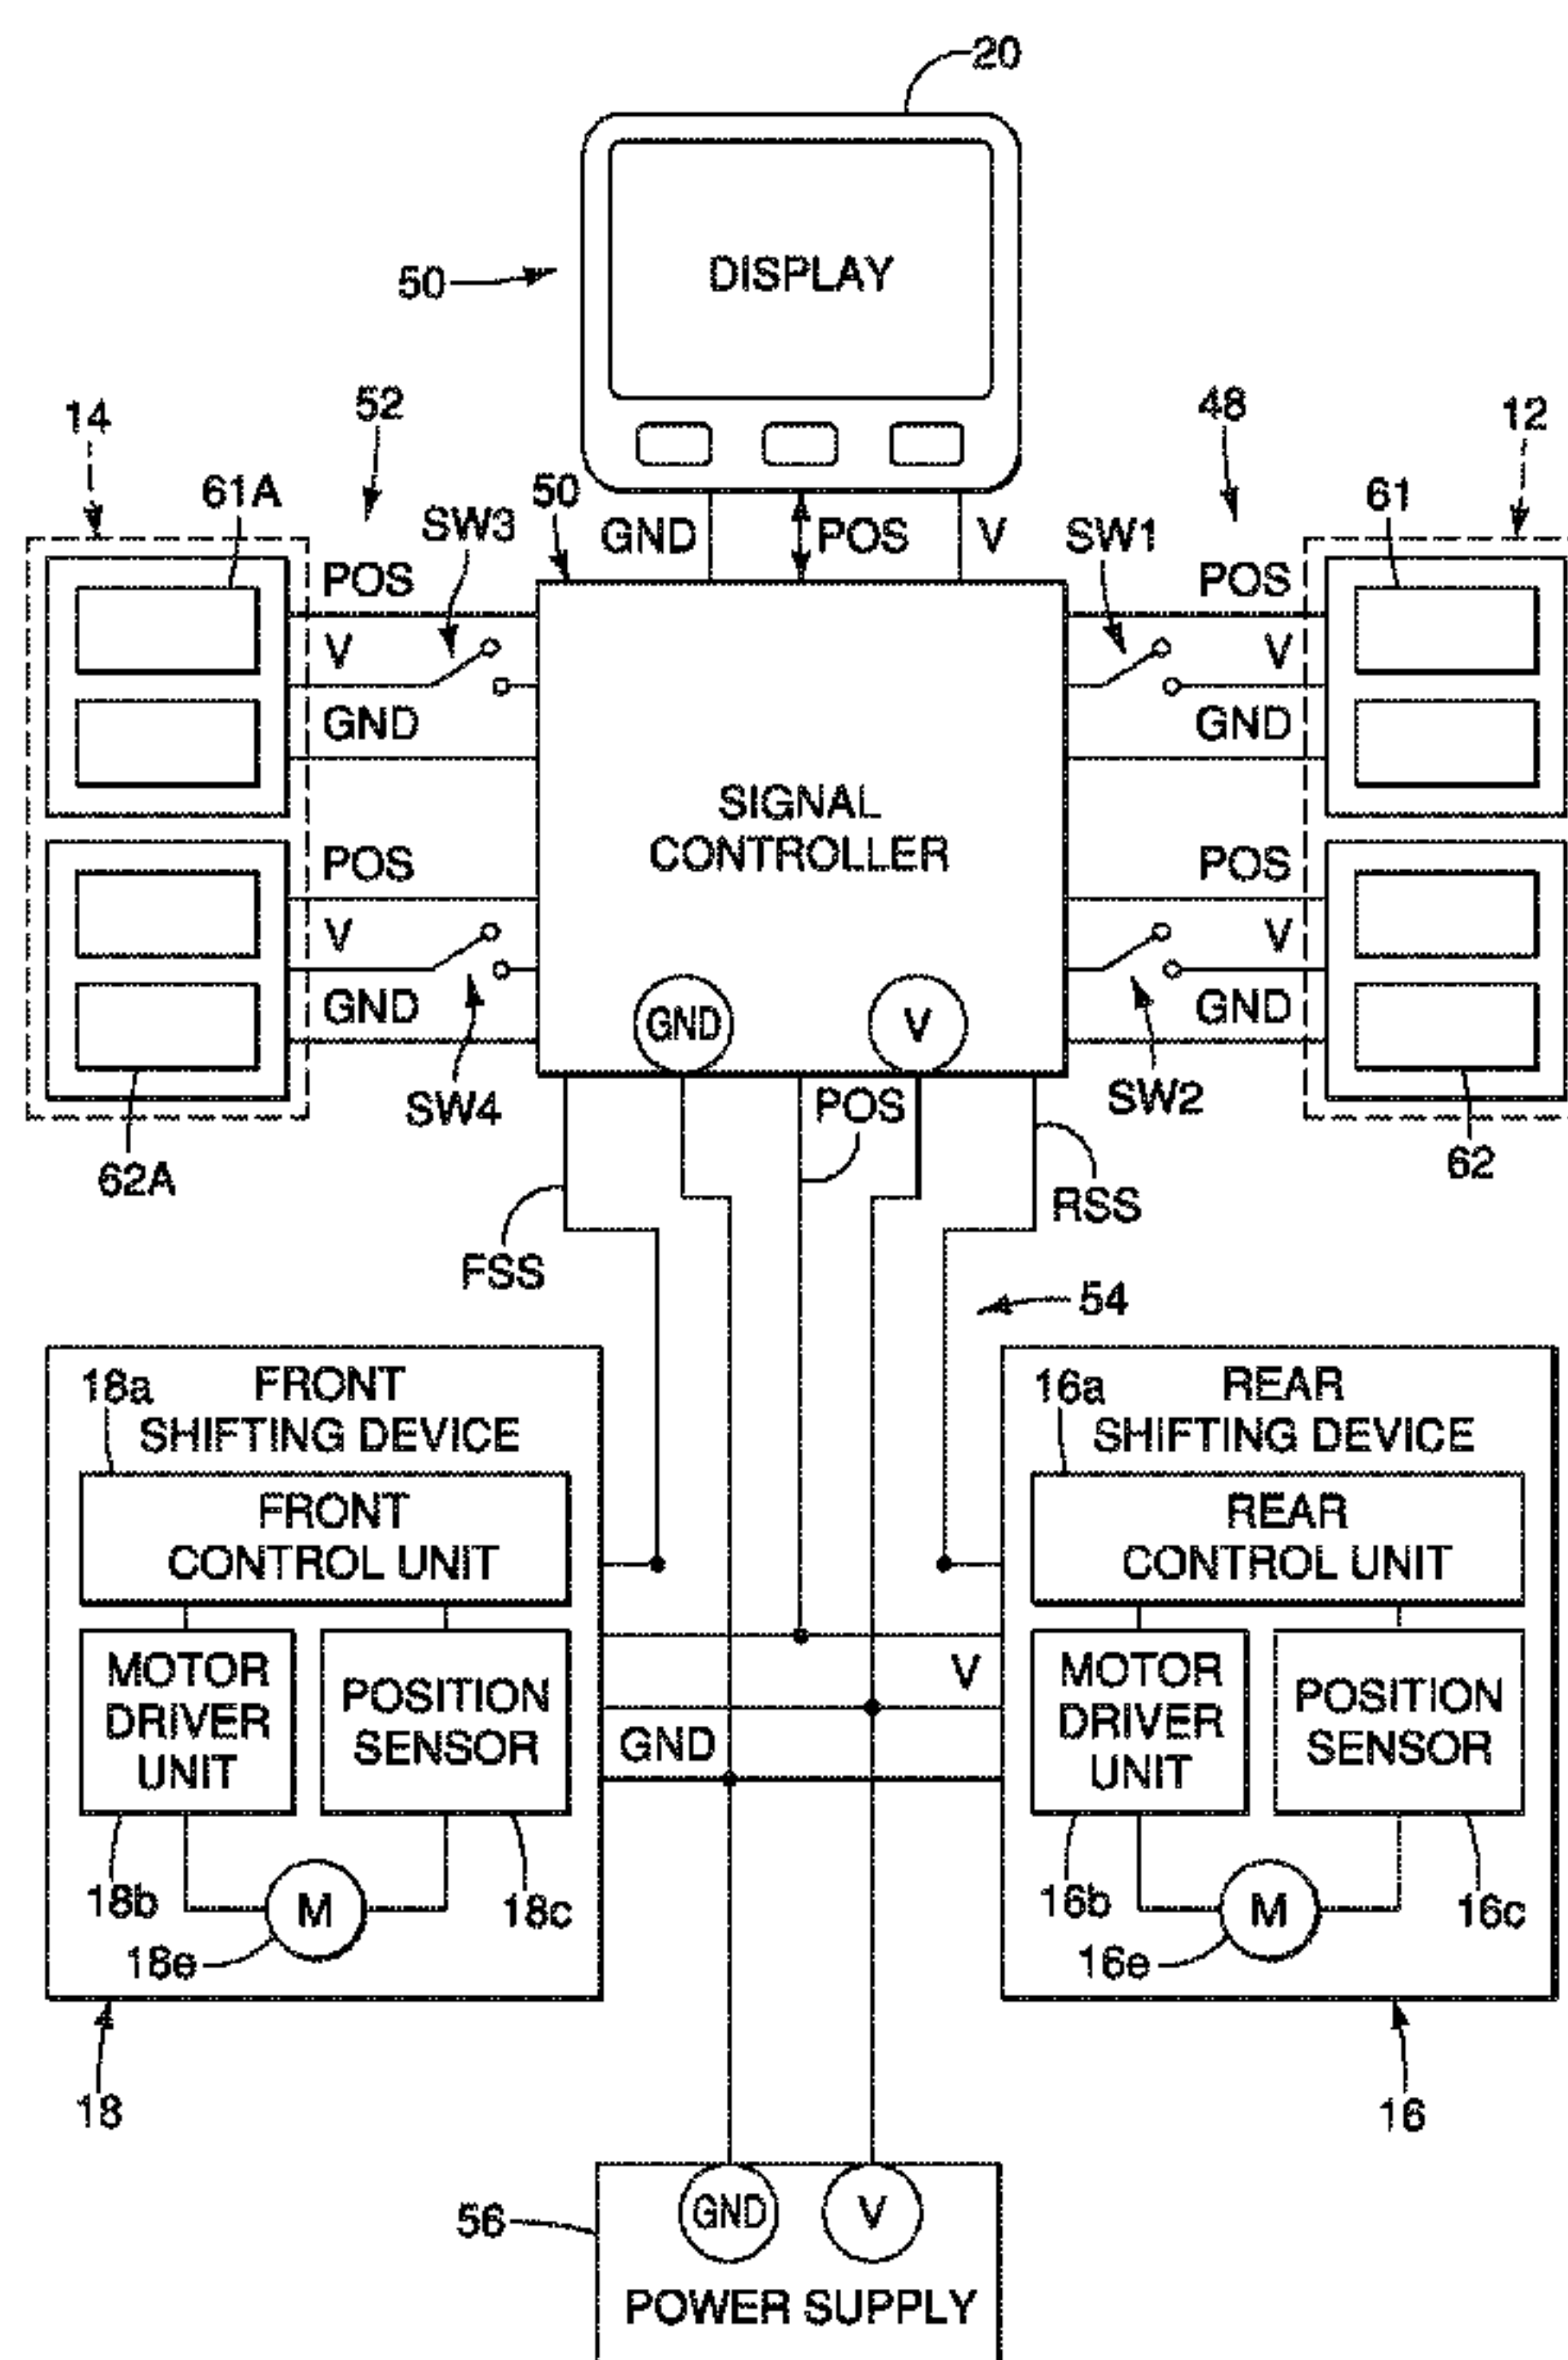 20
DISPLAY
50
14
52
48
12
61A
SW3
50
GND
POS
V
SW1
61
POS
V
GND
POS
V
GND
SIGNAL
CONTROLLER
POS
V
GND
POS
V
GND
GND
V
62A
SW4
POS
SW2
62
FSS
RSS
54
18a
FRONT
SHIFTING DEVICE
FRONT
CONTROL UNIT
MOTOR
DRIVER
UNIT
POSITION
SENSOR
18b
M
18c
18e
18
V
GND
16a
REAR
SHIFTING DEVICE
REAR
CONTROL UNIT
MOTOR
DRIVER
UNIT
POSITION
SENSOR
16b
M
16c
16e
16
56
GND
V
POWER SUPPLY